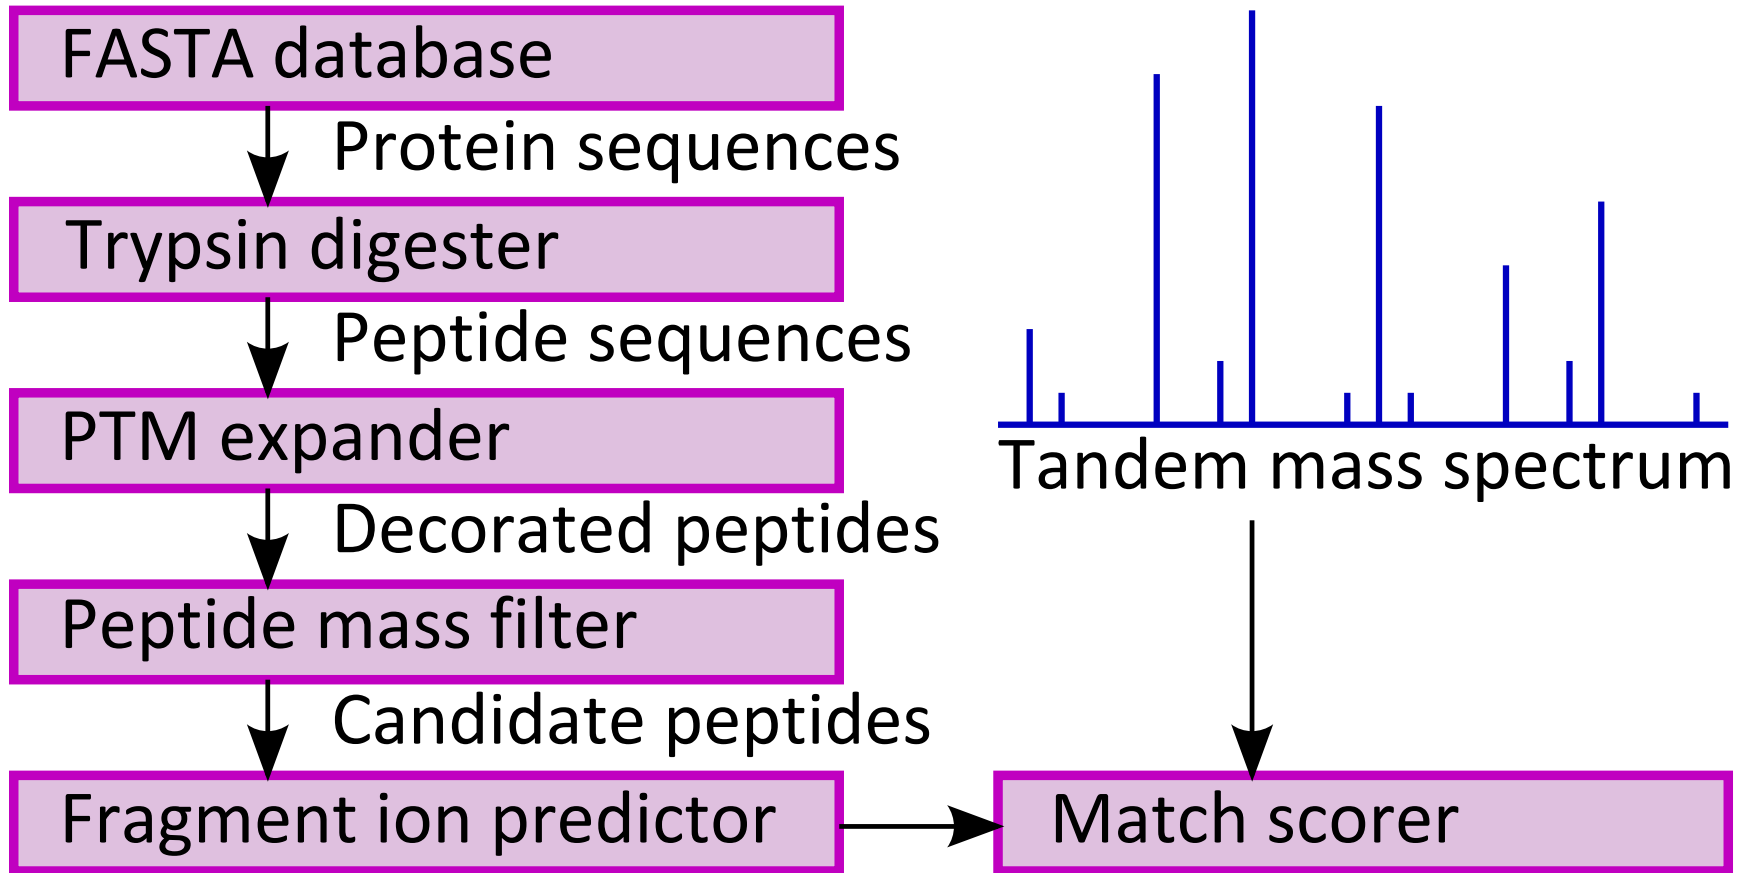 FASTA database
Protein sequences
Trypsin digester
Peptide sequences
PTM expander
Decorated peptides
Peptide mass filter
Candidate peptides
Fragment ion predictor
Tandem mass spectrum
Match scorer